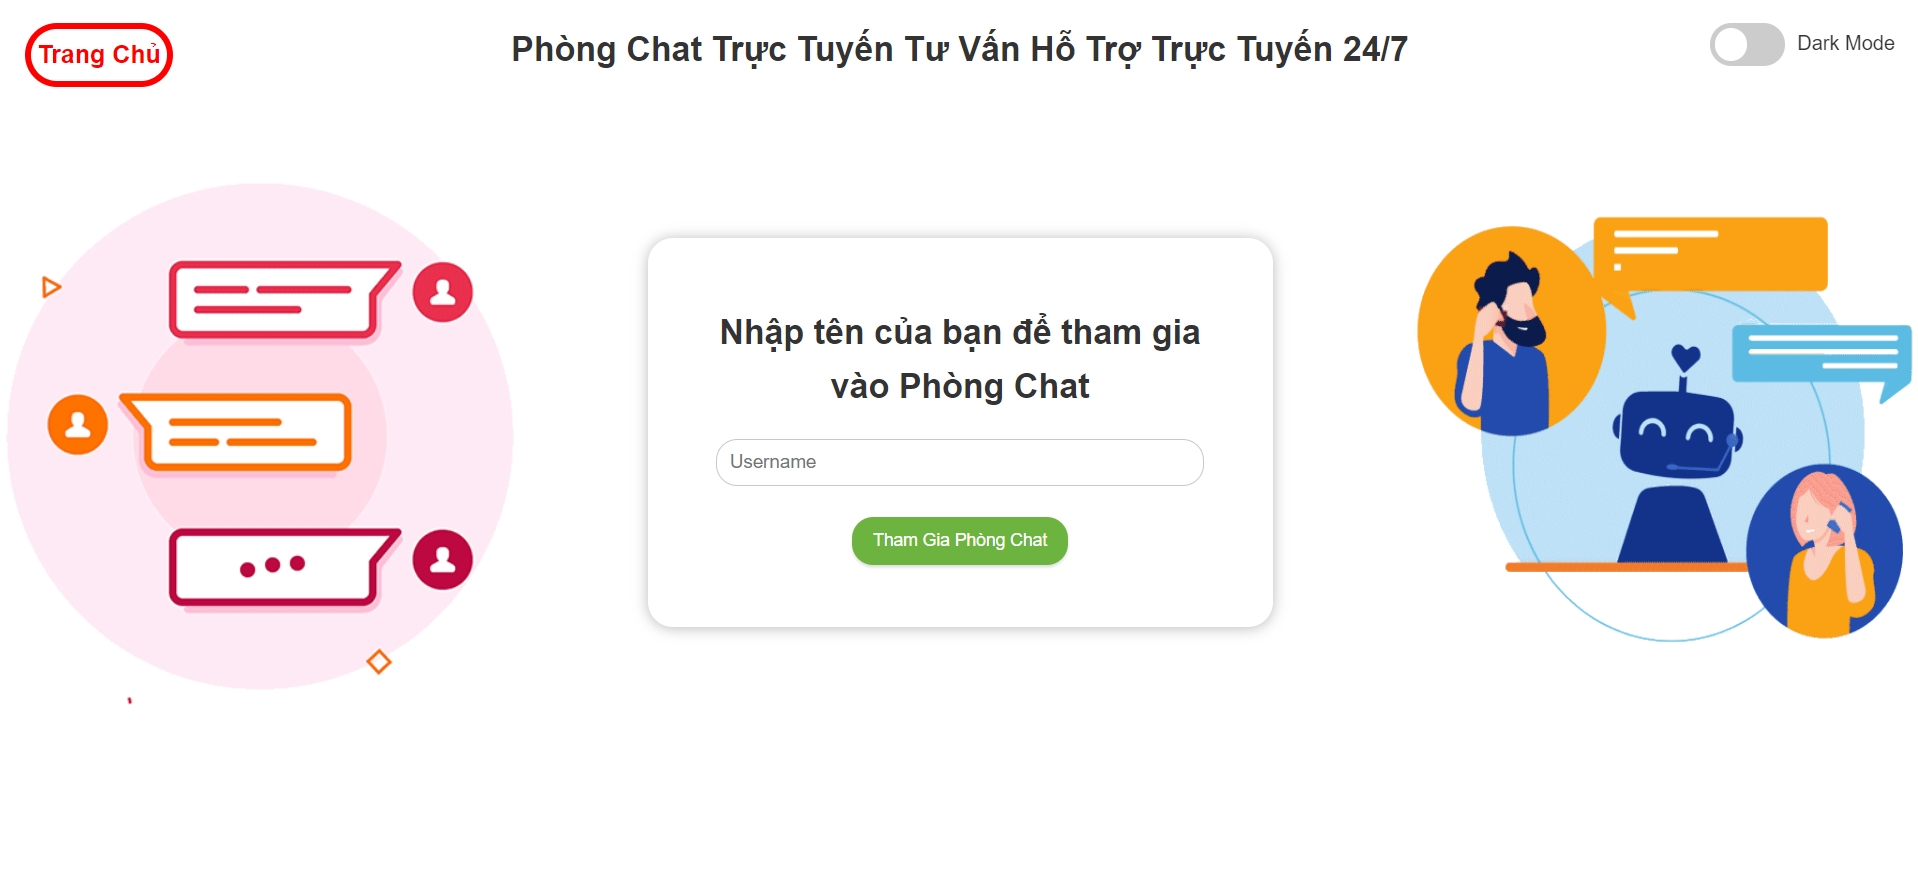 Trang Chủ
Phòng Chat Trực Tuyến Tư Vấn Hỗ Trợ Trực Tuyến 24/7
Dark Mode
Nhập tên của bạn để tham gia
vào Phòng Chat
Username
Tham Gia Phòng Chat